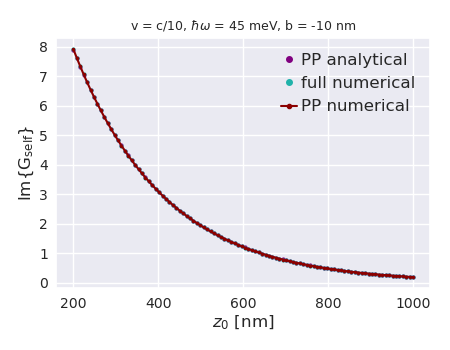 v = c/10, ℏω = 45 meV, b = -10 nm
8
7
6
5
4
3
2
1
0
Im{G_self}
PP analytical
full numerical
PP numerical
200 400 600 800 1000
z_0 [nm]